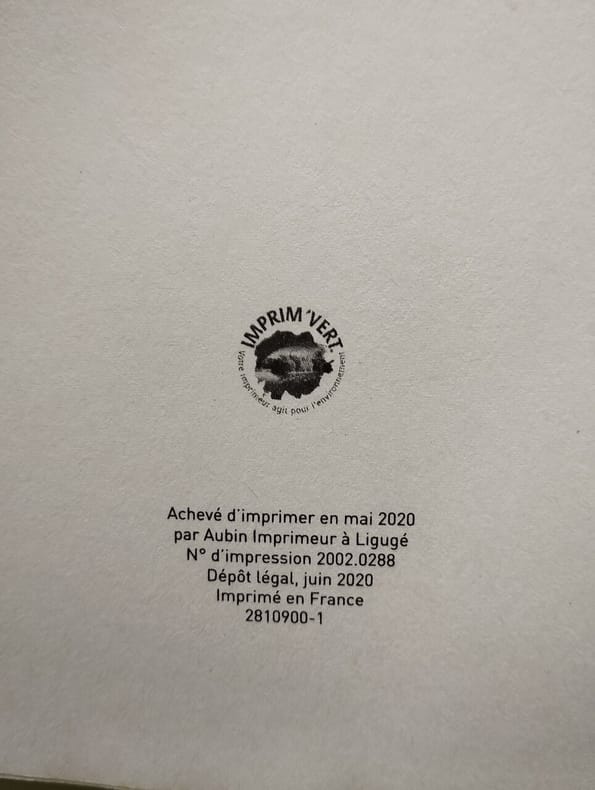 IMPRIM'VERT
Votre imprimeur agit pour l'environnement
Achevé d'imprimer en mai 2020
par Aubin Imprimeur à Ligugé
N° d'impression 2002.0288
Dépôt légal, juin 2020
Imprimé en France
2810900-1